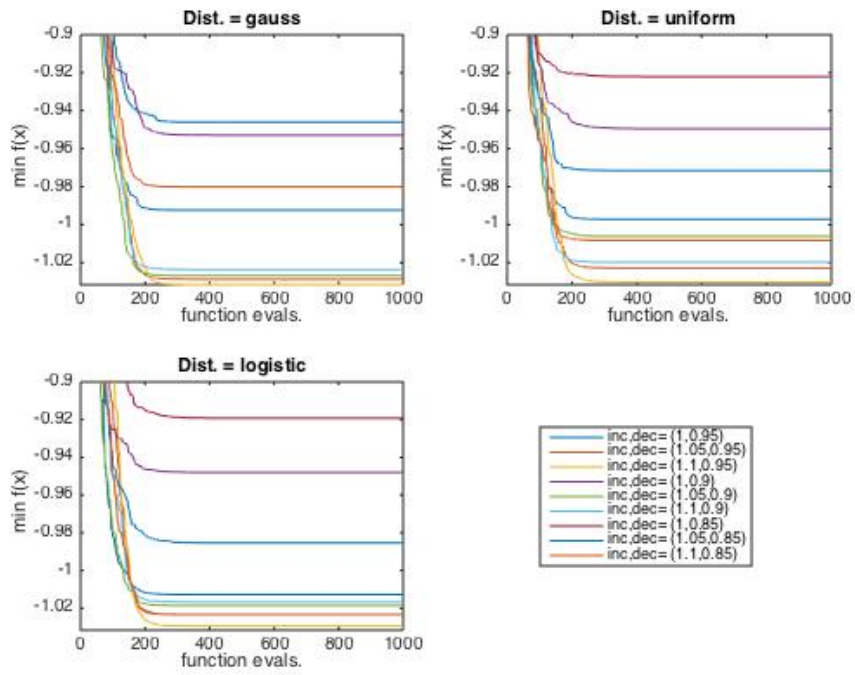 Dist. = gauss
-0.9
-0.92
-0.94
-0.96
-0.98
-1
-1.02
min f(x)
0 200 400 600 800 1000
function evals.
Dist. = uniform
-0.9
-0.92
-0.94
-0.96
-0.98
-1
-1.02
min f(x)
0 200 400 600 800 1000
function evals.
Dist. = logistic
-0.9
-0.92
-0.94
-0.96
-0.98
-1
-1.02
min f(x)
0 200 400 600 800 1000
function evals.
inc,dec= (1,0.95)
inc,dec= (1.05,0.95)
inc,dec= (1.1,0.95)
inc,dec= (1,0.9)
inc,dec= (1.05,0.9)
inc,dec= (1.1,0.9)
inc,dec= (1,0.85)
inc,dec= (1.05,0.85)
inc,dec= (1.1,0.85)